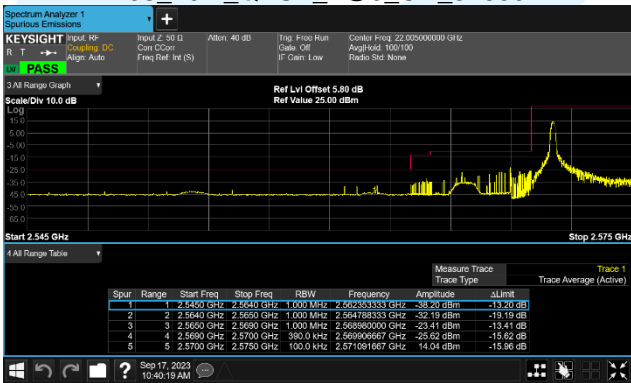 Spectrum Analyzer 1
Spurious Emissions
+
KEYSIGHT Input: RF Input Z: 50 Ω Atten: 40 dB Trig: Free Run Center Freq: 22.005000000 GHz
R T Coupling: DC Corr CCorr Gate: Off Avg|Hold: 100/100
Align: Auto Freq Ref: Int (S) IF Gain: Low Radio Std: None
PASS
3 All Range Graph
Ref Lvl Offset 5.80 dB
Scale/Div 10.0 dB Ref Value 25.00 dBm
Log
15.0
5.00
-5.00
-15.0
-25.0
-35.0
-45.0
-55.0
-65.0
Start 2.545 GHz Stop 2.575 GHz
4 All Range Table
Measure Trace Trace 1
Trace Type Trace Average (Active)
Spur Range Start Freq Stop Freq RBW Frequency Amplitude ΔLimit
1 1 2.5450 GHz 2.5640 GHz 1.000 MHz 2.562353333 GHz -38.20 dBm -13.20 dB
2 2 2.5640 GHz 2.5650 GHz 1.000 MHz 2.564788333 GHz -32.19 dBm -19.19 dB
3 3 2.5650 GHz 2.5690 GHz 1.000 MHz 2.568980000 GHz -23.41 dBm -13.41 dB
4 4 2.5690 GHz 2.5700 GHz 390.0 kHz 2.569906667 GHz -25.62 dBm -15.62 dB
5 5 2.5700 GHz 2.5750 GHz 100.0 kHz 2.571091667 GHz 14.04 dBm -15.96 dB
? Sep 17, 2023
10:40:19 AM